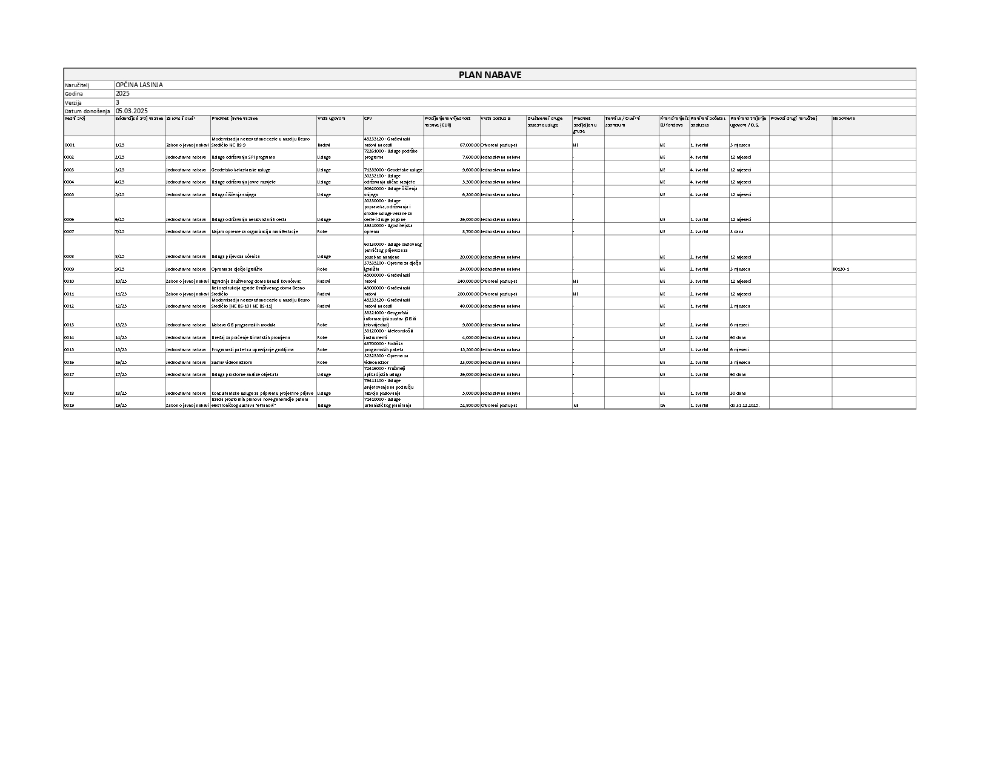 PLAN NABAVE
Naručitelj OPĆINA LASINJA
Godina 2025
Verzija 3
Datum donošenja 05.03.2025
Redni broj Evidencijski broj nabave Zakonski okvir Predmet javne nabave Vrsta ugovora CPV Procijenjena vrijednost Vrsta postupka Društvene i druge Predmet Tehnika / Okvirni Financiranje iz Planirani početak Planirano trajanje Provodi drugi naručitelj Napomena
nabave (EUR) posebne usluge podijeljen u sporazum EU fondova postupka ugovora / O.S.
grupe
Modernizacija nerazvrstane ceste u naselju Desno 45233120 - Građevinski
0001 1/25 Zakon o javnoj nabavi Sredičko NC DS-9 Radovi radovi na cesti 67,000.00 Otvoreni postupak NE NE 1. kvartal 3 mjeseca
72261000 - Usluge podrške
0002 2/25 Jednostavna nabava Usluge održavanja SPI programa Usluge programa 7,600.00 Jednostavna nabava - NE 4. kvartal 12 mjeseci
0003 3/25 Jednostavna nabava Geodetsko katastarske usluge Usluge 71355000 - Geodetske usluge 9,600.00 Jednostavna nabava - NE 4. kvartal 12 mjeseci
50232100 - Usluge
0004 4/25 Jednostavna nabava Usluge održavanja javne rasvjete Usluge održavanja ulične rasvjete 5,500.00 Jednostavna nabava - NE 4. kvartal 12 mjeseci
90620000 - Usluge čišćenja
0005 5/25 Jednostavna nabava Usluga čišćenja snijega Usluge snijega 6,200.00 Jednostavna nabava - NE 4. kvartal 12 mjeseci
50230000 - Usluge
popravaka, održavanja i
srodne usluge vezane za
0006 6/25 Jednostavna nabava Usluga održavanja nerazvrstanih cesta Usluge ceste i druge pogone 26,000.00 Jednostavna nabava - NE 1. kvartal 12 mjeseci
39310000 - Ugostiteljska
0007 7/25 Jednostavna nabava Najam opreme za organizaciju manifestacije Robe oprema 8,700.00 Jednostavna nabava - NE 2. kvartal 3 dana
60130000 - Usluge cestovnog
putničkog prijevoza za
0008 8/25 Jednostavna nabava Usluga prijevoza učenika Usluge posebne namjene 20,000.00 Jednostavna nabava - NE 2. kvartal 12 mjeseci
37535200 - Oprema za dječja
0009 9/25 Jednostavna nabava Oprema za dječje igralište Robe igrališta 24,000.00 Jednostavna nabava - NE 2. kvartal 3 mjeseca R0130-1
45000000 - Građevinski
0010 10/25 Zakon o javnoj nabavi Izgradnja Društvenog doma Banski Kovačevac Radovi radovi 240,000.00 Otvoreni postupak NE NE 3. kvartal 12 mjeseci
Rekonstrukcija zgrade Društvenog doma Desno 45000000 - Građevinski
0011 11/25 Zakon o javnoj nabavi Sredičko Radovi radovi 280,000.00 Otvoreni postupak NE NE 2. kvartal 12 mjeseci
Modernizacija nerazvrstane ceste u naselju Desno 45233120 - Građevinski
0012 12/25 Jednostavna nabava Sredičko (NC DS-10 i NC DS-11) Radovi radovi na cesti 48,000.00 Jednostavna nabava - NE 1. kvartal 2 mjeseca
38221000 - Geografski
informacijski sustav (GIS ili
0013 13/25 Jednostavna nabava Nabava GIS programskih modula Robe istovrijedno) 9,800.00 Jednostavna nabava - NE 2. kvartal 6 mjeseci
38120000 - Meteorološki
0014 14/25 Jednostavna nabava Uređaj za praćenje klimatskih promjena Robe instrumenti 4,000.00 Jednostavna nabava - NE 2. kvartal 60 dana
48700000 - Podrška
0015 15/25 Jednostavna nabava Programski paket za upravljanje grobljima Robe programskih paketa 15,500.00 Jednostavna nabava - NE 1. kvartal 6 mjeseci
32323500 - Oprema za
0016 16/25 Jednostavna nabava Sustav videonadzora Robe videonadzor 23,000.00 Jednostavna nabava - NE 2. kvartal 3 mjeseca
72416000 - Pružatelji
0017 17/25 Jednostavna nabava Usluga prostorne analize objekata Usluge aplikacijskih usluga 26,000.00 Jednostavna nabava - NE 1. kvartal 60 dana
79411100 - Usluge
savjetovanja na području
0018 18/25 Jednostavna nabava Konzultantske usluge za pripremu projektne prijave Usluge razvoja poslovanja 5,000.00 Jednostavna nabava - NE 1. kvartal 30 dana
Izrada prostornih planova nove generacije putem 71410000 - Usluge
0019 19/25 Zakon o javnoj nabavi elektroničkog sustava "ePlanovi" Usluge urbanističkog planiranja 52,800.00 Otvoreni postupak NE DA 1. kvartal do 31.12.2025.